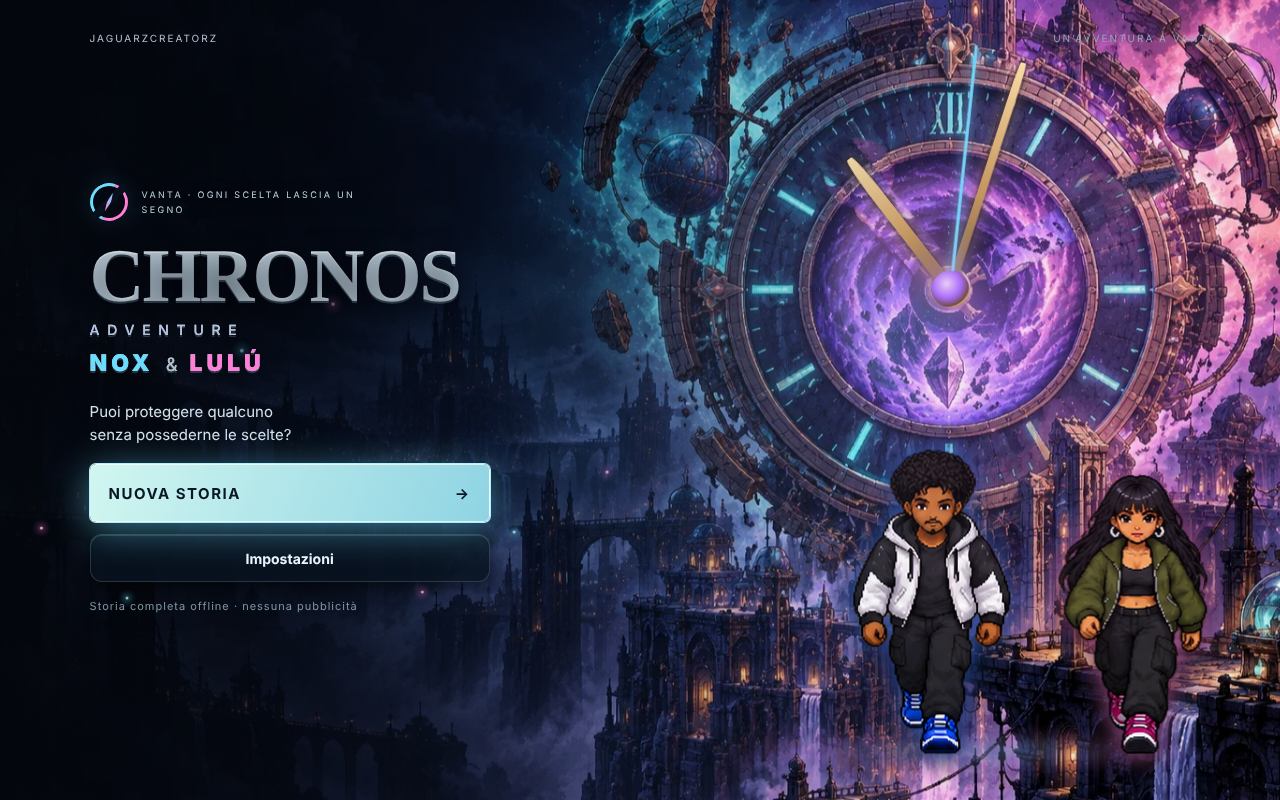 JAGUARZCREATORZ
UN'AVVENTURA A VANTA
XII
VANTA · OGNI SCELTA LASCIA UN
SEGNO
CHRONOS
ADVENTURE
NOX & LULÚ
Puoi proteggere qualcuno
senza possederne le scelte?
NUOVA STORIA →
Impostazioni
Storia completa offline · nessuna pubblicità